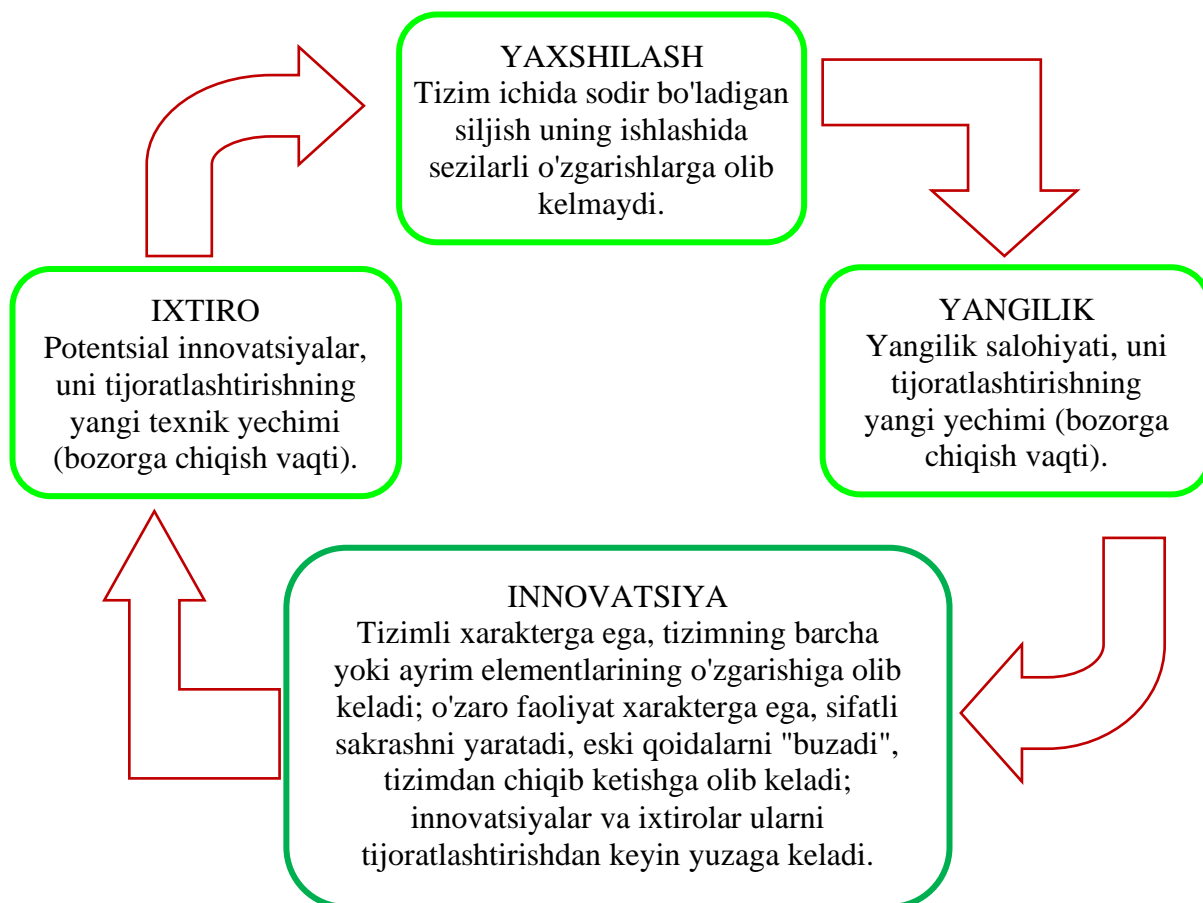 YAXSHILASH
Tizim ichida sodir bo'ladigan
siljish uning ishlashida
sezilarli o'zgarishlarga olib
kelmaydi.
IXTIRO
Potentsial innovatsiyalar,
uni tijoratlashtirishning
yangi texnik yechimi
(bozorga chiqish vaqti).
YANGILIK
Yangilik salohiyati, uni
tijoratlashtirishning
yangi yechimi (bozorga
chiqish vaqti).
INNOVATSIYA
Tizimli xarakterga ega, tizimning barcha
yoki ayrim elementlarining o'zgarishiga olib
keladi; o'zaro faoliyat xarakterga ega, sifatli
sakrashni yaratadi, eski qoidalarni "buzadi",
tizimdan chiqib ketishga olib keladi;
innovatsiyalar va ixtirolar ularni
tijoratlashtirishdan keyin yuzaga keladi.